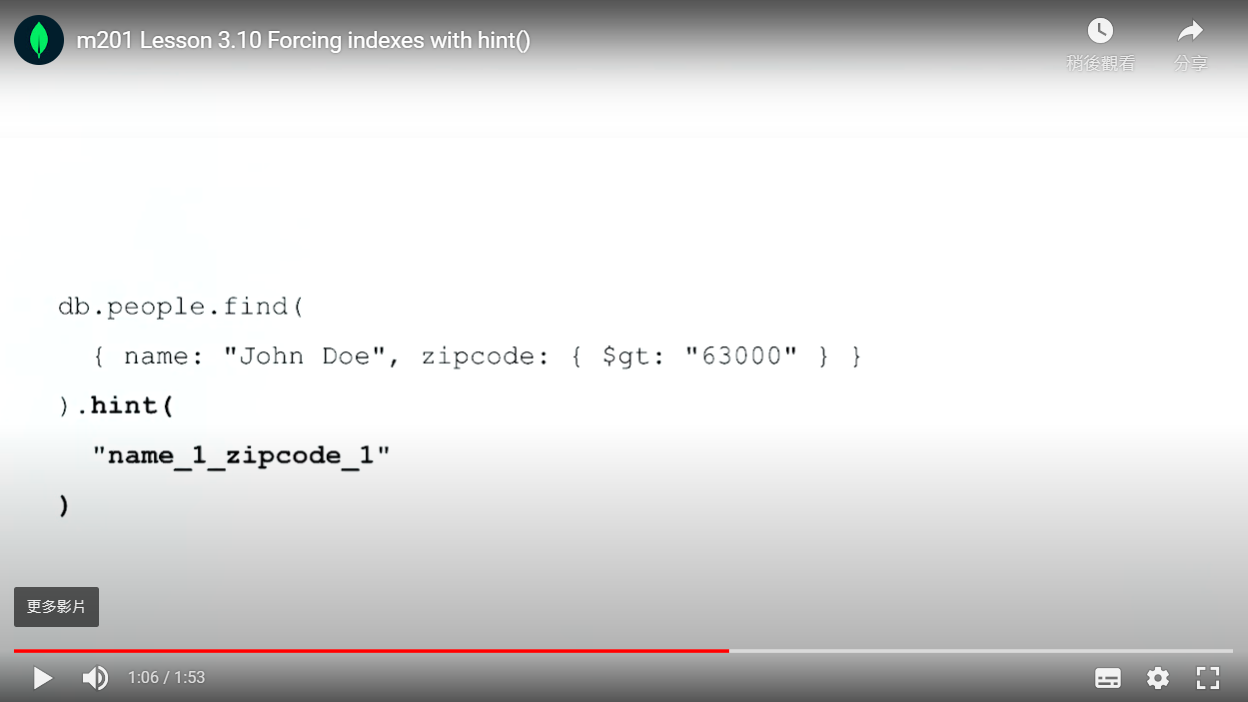 m201 Lesson 3.10 Forcing indexes with hint()
稍後觀看
分享
db.people.find(
{ name: "John Doe", zipcode: { $gt: "63000" } }
).hint(
"name_1_zipcode_1"
)
更多影片
1:06 / 1:53